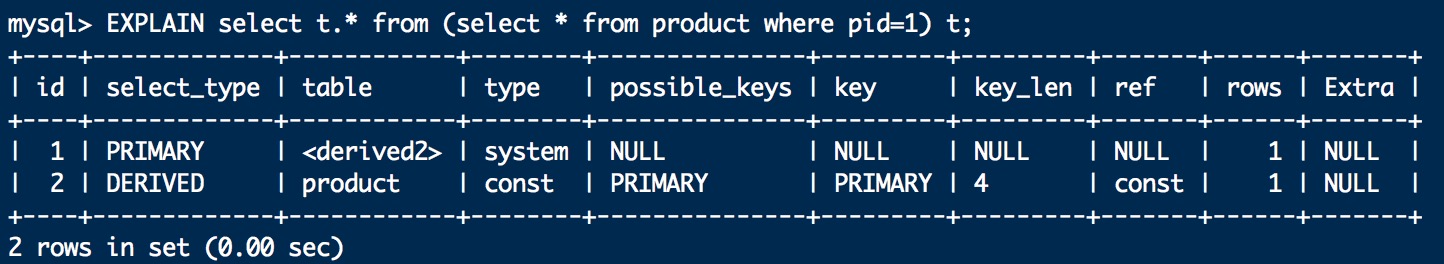 mysql> EXPLAIN select t.* from (select * from product where pid=1) t;
+----+-------------+------------+--------+---------------+---------+---------+-------+------+-------+
| id | select_type | table      | type   | possible_keys | key     | key_len | ref   | rows | Extra |
+----+-------------+------------+--------+---------------+---------+---------+-------+------+-------+
|  1 | PRIMARY     | <derived2> | system | NULL          | NULL    | NULL    | NULL  |    1 | NULL  |
|  2 | DERIVED     | product    | const  | PRIMARY       | PRIMARY | 4       | const |    1 | NULL  |
+----+-------------+------------+--------+---------------+---------+---------+-------+------+-------+
2 rows in set (0.00 sec)